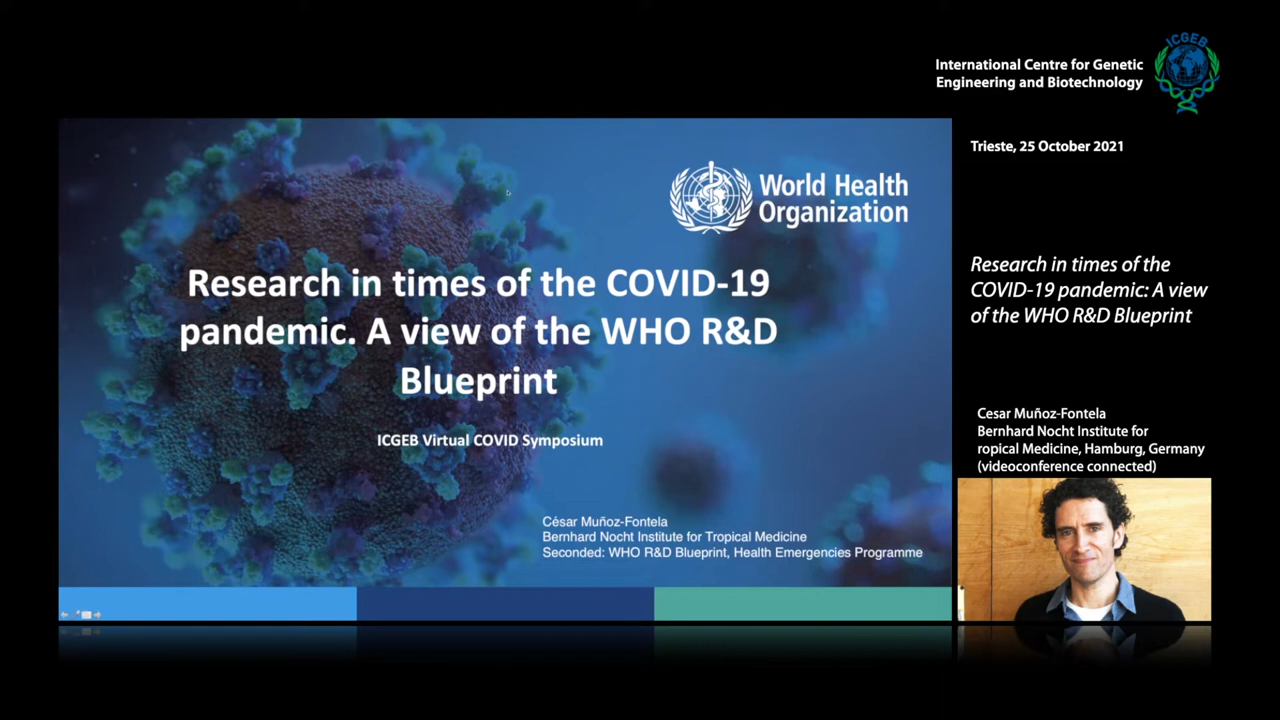 ICGEB
International Centre for Genetic
Engineering and Biotechnology
Trieste, 25 October 2021
World Health
Organization
Research in times of the COVID-19
pandemic. A view of the WHO R&D
Blueprint
ICGEB Virtual COVID Symposium
César Muñoz-Fontela
Bernhard Nocht Institute for Tropical Medicine
Seconded: WHO R&D Blueprint, Health Emergencies Programme
Research in times of the
COVID-19 pandemic: A view
of the WHO R&D Blueprint
Cesar Muñoz-Fontela
Bernhard Nocht Institute for
ropical Medicine, Hamburg, Germany
(videoconference connected)